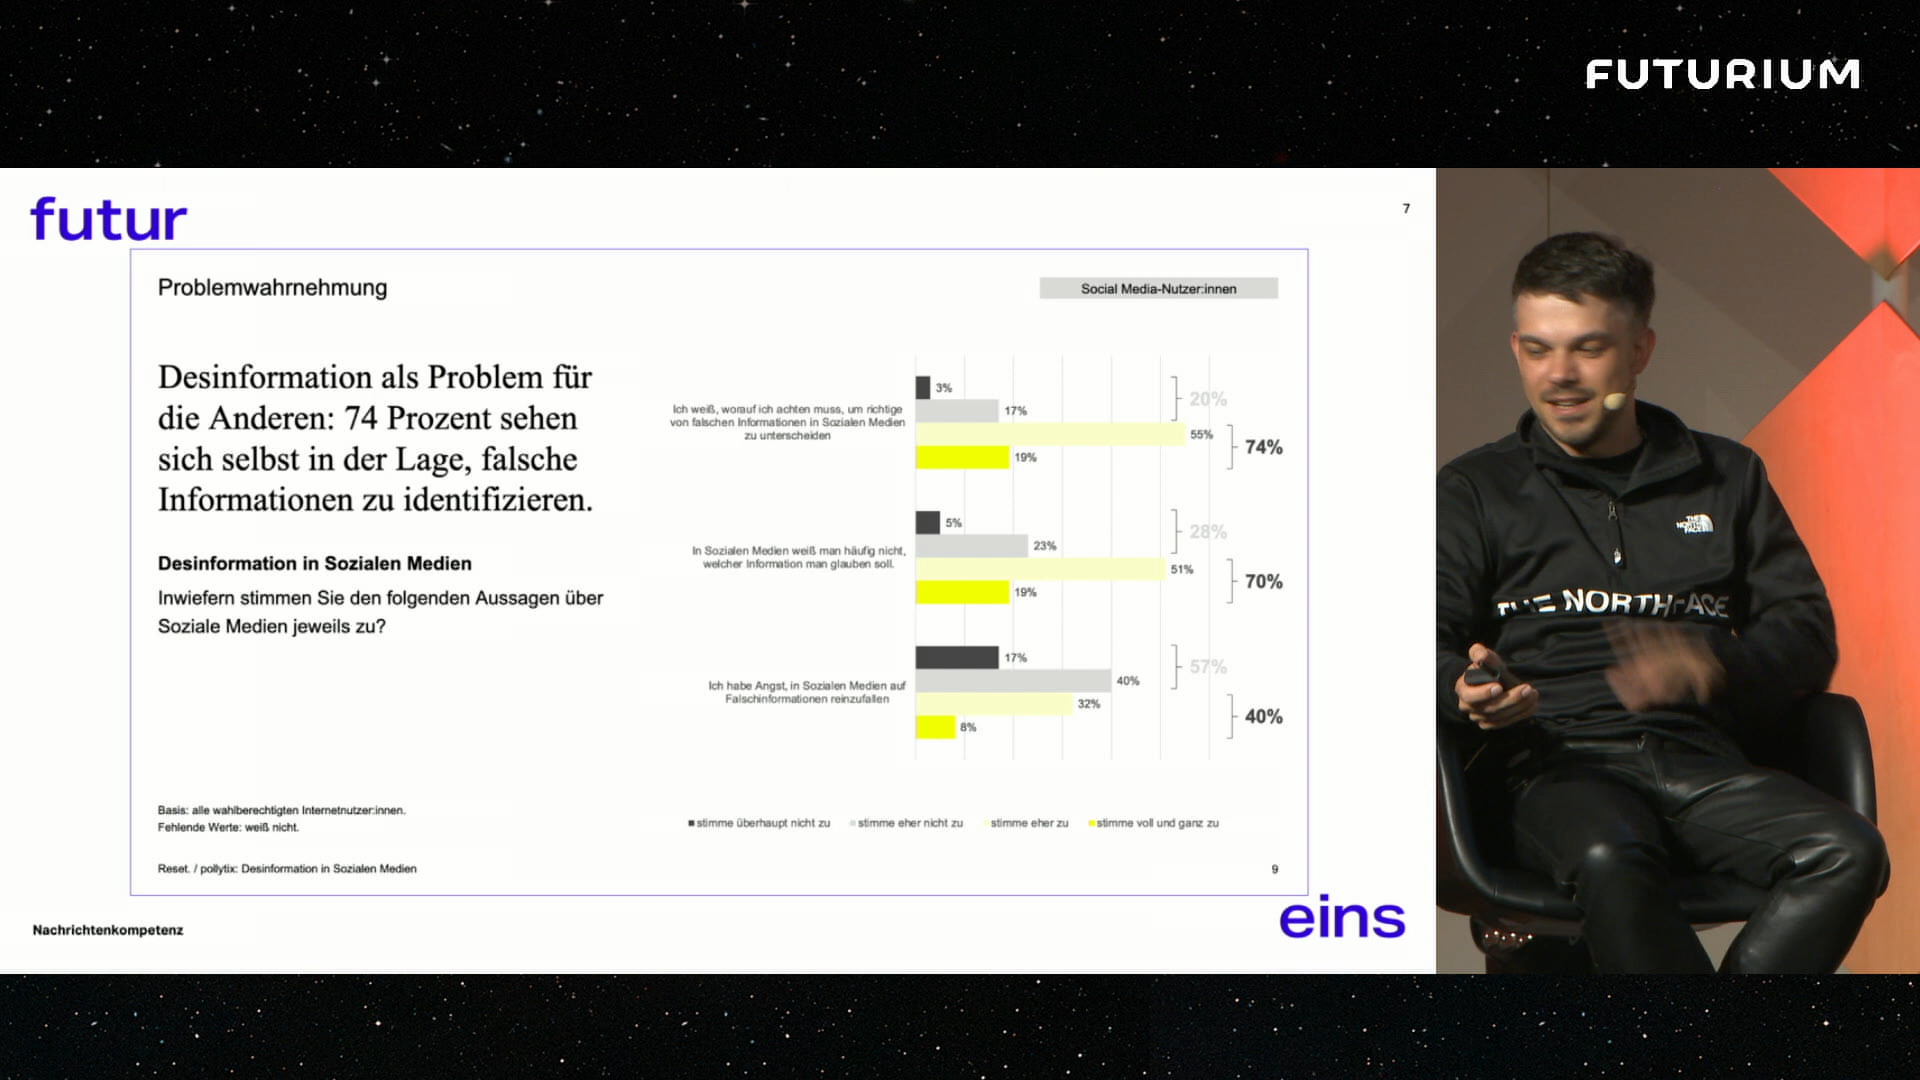 FUTURIUM
futur
7
Problemwahrnehmung
Social Media-Nutzer:innen
Desinformation als Problem für
die Anderen: 74 Prozent sehen
sich selbst in der Lage, falsche
Informationen zu identifizieren.
Desinformation in Sozialen Medien
Inwiefern stimmen Sie den folgenden Aussagen über
Soziale Medien jeweils zu?
Ich weiß, worauf ich achten muss, um richtige
von falschen Informationen in Sozialen Medien
zu unterscheiden
3%
17%
55%
19%
20%
74%
In Sozialen Medien weiß man häufig nicht,
welcher Information man glauben soll.
5%
23%
51%
19%
28%
70%
Ich habe Angst, in Sozialen Medien auf
Falschinformationen reinzufallen
17%
40%
32%
8%
57%
40%
Basis: alle wahlberechtigten Internetnutzer:innen.
Fehlende Werte: weiß nicht.
stimme überhaupt nicht zu
stimme eher nicht zu
stimme eher zu
stimme voll und ganz zu
Reset. / pollytix: Desinformation in Sozialen Medien
9
eins
Nachrichtenkompetenz
THE
NORTH
FACE
THE NORTH FACE